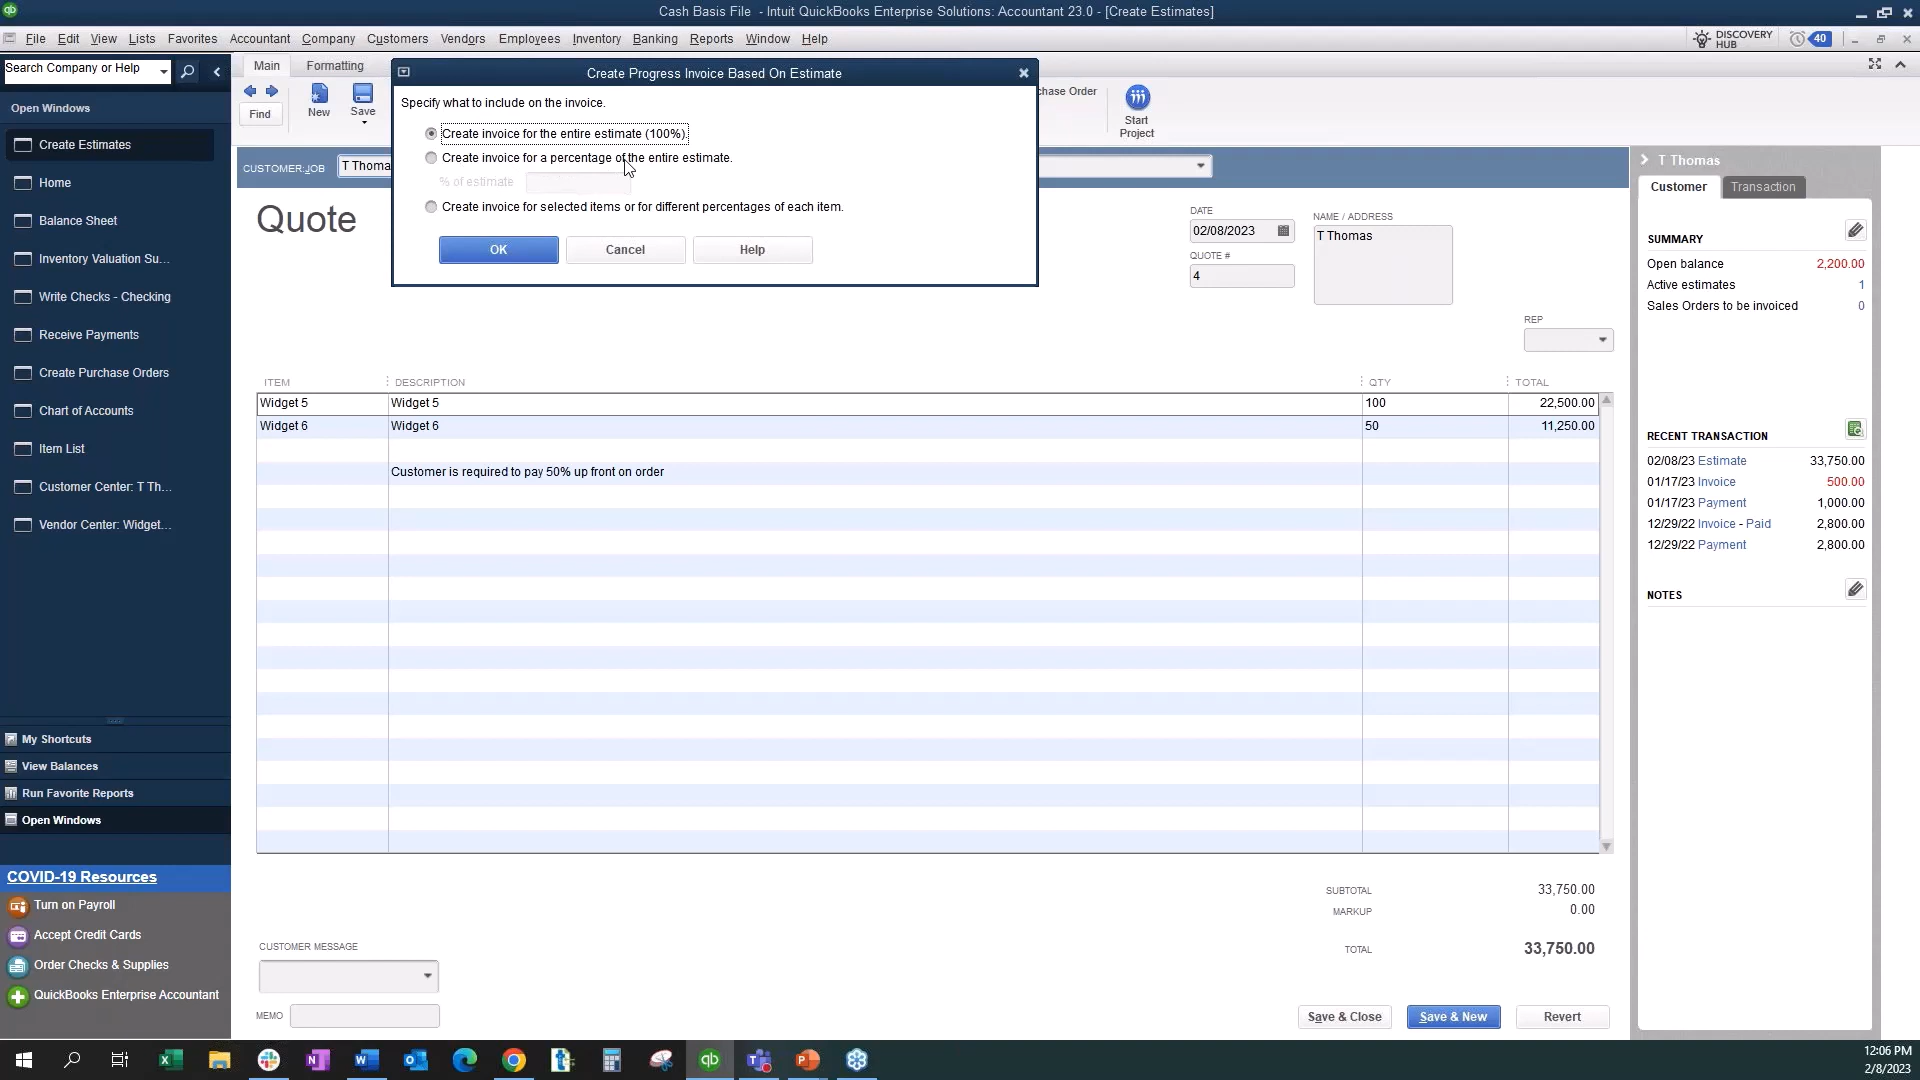 Cash Basis File - Intuit QuickBooks Enterprise Solutions: Accountant 23.0 - [Create Estimates]
File Edit View Lists Favorites Accountant Company Customers Vendors Employees Inventory Banking Reports Window Help
DISCOVERY HUB 40
Search Company or Help
Main Formatting
Find
New
Save
chase Order
Start Project
Open Windows
Create Estimates
Home
Balance Sheet
Inventory Valuation Su...
Write Checks - Checking
Receive Payments
Create Purchase Orders
Chart of Accounts
Item List
Customer Center: T Th...
Vendor Center: Widget...
My Shortcuts
View Balances
Run Favorite Reports
Open Windows
COVID-19 Resources
Turn on Payroll
Accept Credit Cards
Order Checks & Supplies
QuickBooks Enterprise Accountant
Create Progress Invoice Based On Estimate
Specify what to include on the invoice.
Create invoice for the entire estimate (100%).
Create invoice for a percentage of the entire estimate.
% of estimate
Create invoice for selected items or for different percentages of each item.
OK Cancel Help
CUSTOMER:JOB T Thoma
Quote
DATE
02/08/2023
QUOTE #
4
NAME / ADDRESS
T Thomas
REP
ITEM DESCRIPTION QTY TOTAL
Widget 5 Widget 5 100 22,500.00
Widget 6 Widget 6 50 11,250.00
Customer is required to pay 50% up front on order
SUBTOTAL 33,750.00
MARKUP 0.00
TOTAL 33,750.00
CUSTOMER MESSAGE
MEMO
Save & Close Save & New Revert
T Thomas
Customer Transaction
SUMMARY
Open balance 2,200.00
Active estimates 1
Sales Orders to be invoiced 0
RECENT TRANSACTION
02/08/23 Estimate 33,750.00
01/17/23 Invoice 500.00
01/17/23 Payment 1,000.00
12/29/22 Invoice - Paid 2,800.00
12/29/22 Payment 2,800.00
NOTES
12:06 PM
2/8/2023